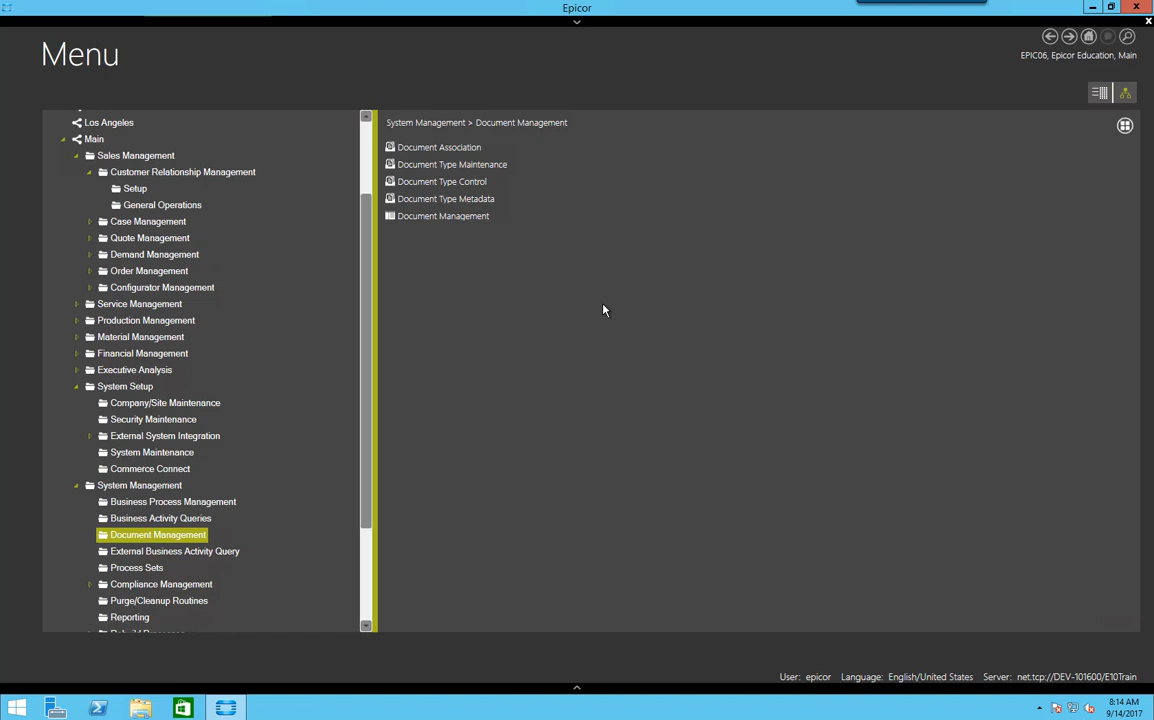 Epicor
Menu
EPIC06, Epicor Education, Main
Los Angeles
Main
Sales Management
Customer Relationship Management
Setup
General Operations
Case Management
Quote Management
Demand Management
Order Management
Configurator Management
Service Management
Production Management
Material Management
Financial Management
Executive Analysis
System Setup
Company/Site Maintenance
Security Maintenance
External System Integration
System Maintenance
Commerce Connect
System Management
Business Process Management
Business Activity Queries
Document Management
External Business Activity Query
Process Sets
Compliance Management
Purge/Cleanup Routines
Reporting
System Management > Document Management
Document Association
Document Type Maintenance
Document Type Control
Document Type Metadata
Document Management
User: epicor Language: English/United States Server: net.tcp://DEV-101600/E10Train
8:14 AM
9/14/2017